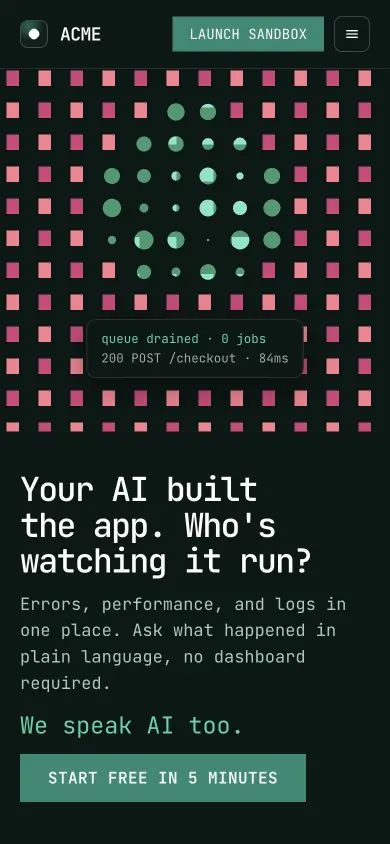 ACME
LAUNCH SANDBOX
queue drained · 0 jobs
200 POST /checkout · 84ms
Your AI built
the app. Who's
watching it run?
Errors, performance, and logs in
one place. Ask what happened in
plain language, no dashboard
required.
We speak AI too.
START FREE IN 5 MINUTES